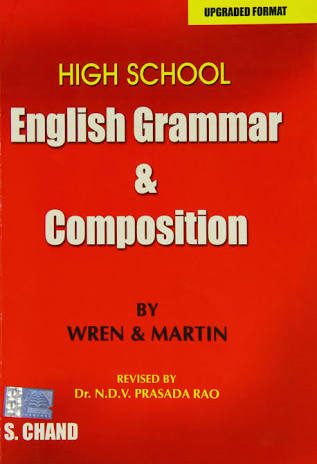 UPGRADED FORMAT
HIGH SCHOOL
English Grammar
&
Composition
BY
WREN & MARTIN
REVISED BY
Dr. N.D.V. PRASADA RAO
S. CHAND